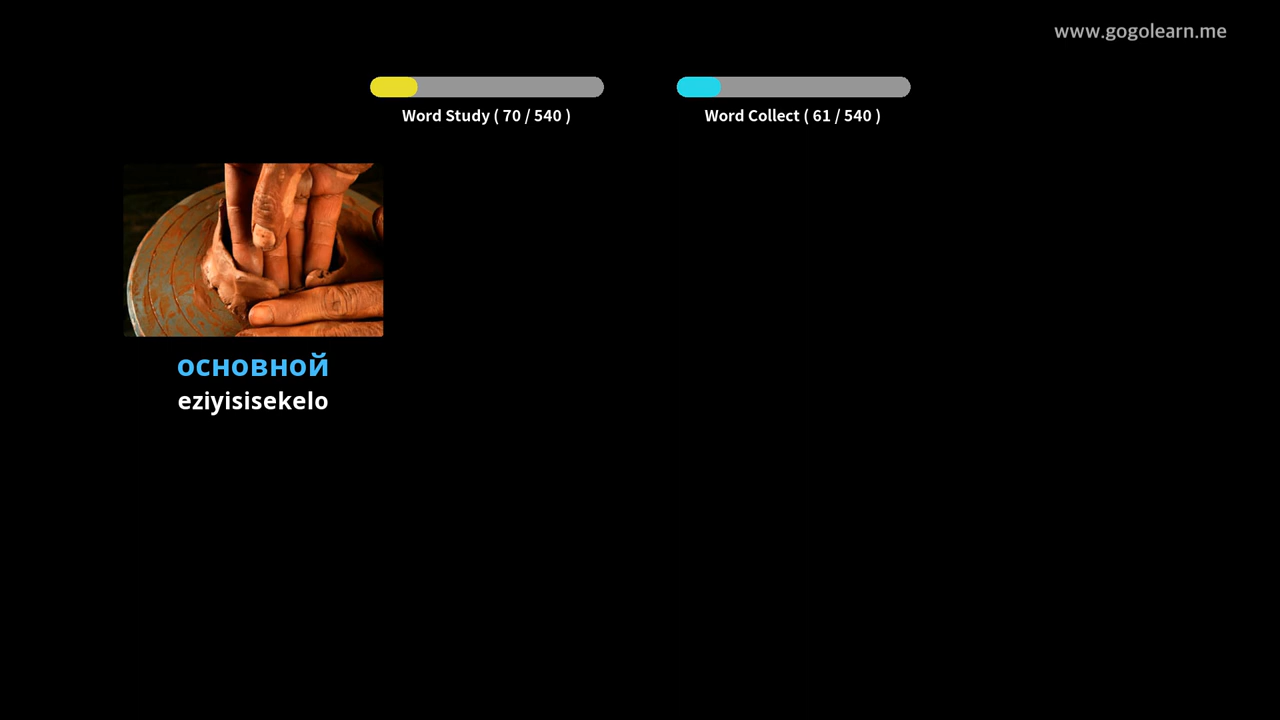 www.gogolearn.me
Word Study ( 70 / 540 )
Word Collect ( 61 / 540 )
основной
eziyisisekelo